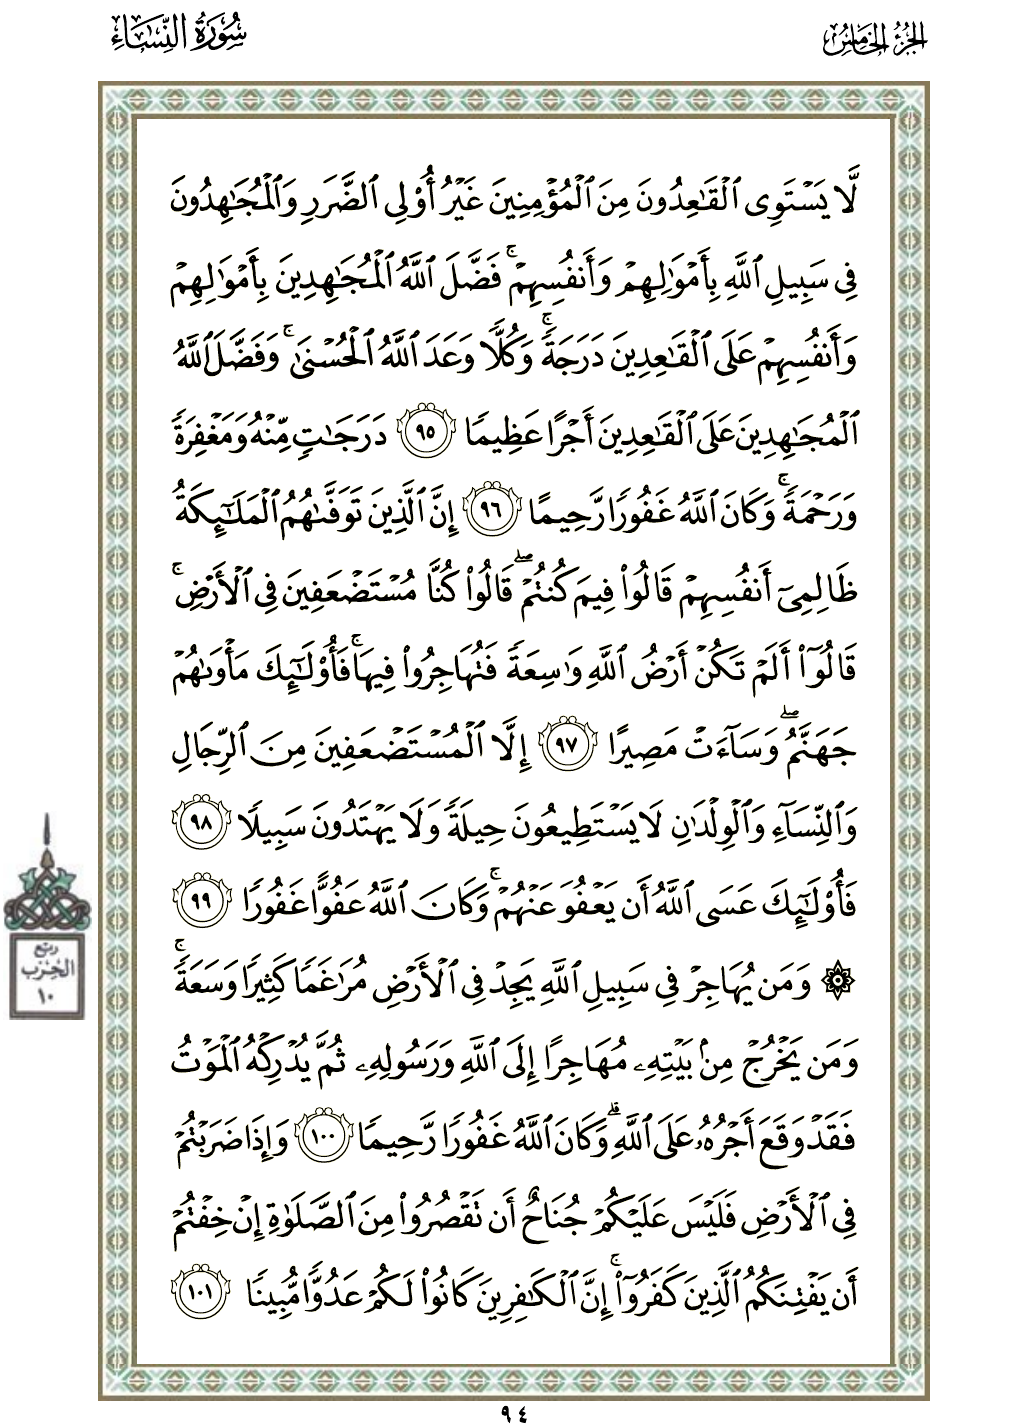 الجزء الخامس
سورة النساء
لَّا يَسْتَوِى ٱلْقَـٰعِدُونَ مِنَ ٱلْمُؤْمِنِينَ غَيْرُ أُو۟لِى ٱلضَّرَرِ وَٱلْمُجَـٰهِدُونَ
فِى سَبِيلِ ٱللَّهِ بِأَمْوَٰلِهِمْ وَأَنفُسِهِمْ ۚ فَضَّلَ ٱللَّهُ ٱلْمُجَـٰهِدِينَ بِأَمْوَٰلِهِمْ
وَأَنفُسِهِمْ عَلَى ٱلْقَـٰعِدِينَ دَرَجَةً ۚ وَكُلًّا وَعَدَ ٱللَّهُ ٱلْحُسْنَىٰ ۚ وَفَضَّلَ ٱللَّهُ
ٱلْمُجَـٰهِدِينَ عَلَى ٱلْقَـٰعِدِينَ أَجْرًا عَظِيمًا ٩٥ دَرَجَـٰتٍ مِّنْهُ وَمَغْفِرَةً
وَرَحْمَةً ۚ وَكَانَ ٱللَّهُ غَفُورًا رَّحِيمًا ٩٦ إِنَّ ٱلَّذِينَ تَوَفَّىٰهُمُ ٱلْمَلَـٰٓئِكَةُ
ظَالِمِىٓ أَنفُسِهِمْ قَالُوا۟ فِيمَ كُنتُمْ ۖ قَالُوا۟ كُنَّا مُسْتَضْعَفِينَ فِى ٱلْأَرْضِ ۚ
قَالُوٓا۟ أَلَمْ تَكُنْ أَرْضُ ٱللَّهِ وَٰسِعَةً فَتُهَاجِرُوا۟ فِيهَا ۚ فَأُو۟لَـٰٓئِكَ مَأْوَىٰهُمْ
جَهَنَّمُ ۖ وَسَآءَتْ مَصِيرًا ٩٧ إِلَّا ٱلْمُسْتَضْعَفِينَ مِنَ ٱلرِّجَالِ
وَٱلنِّسَآءِ وَٱلْوِلْدَٰنِ لَا يَسْتَطِيعُونَ حِيلَةً وَلَا يَهْتَدُونَ سَبِيلًا ٩٨
فَأُو۟لَـٰٓئِكَ عَسَى ٱللَّهُ أَن يَعْفُوَ عَنْهُمْ ۚ وَكَانَ ٱللَّهُ عَفُوًّا غَفُورًا ٩٩
۞ وَمَن يُهَاجِرْ فِى سَبِيلِ ٱللَّهِ يَجِدْ فِى ٱلْأَرْضِ مُرَٰغَمًا كَثِيرًا وَسَعَةً ۚ
ربع
الحزب
١٠
وَمَن يَخْرُجْ مِنۢ بَيْتِهِۦ مُهَاجِرًا إِلَى ٱللَّهِ وَرَسُولِهِۦ ثُمَّ يُدْرِكْهُ ٱلْمَوْتُ
فَقَدْ وَقَعَ أَجْرُهُۥ عَلَى ٱللَّهِ ۗ وَكَانَ ٱللَّهُ غَفُورًا رَّحِيمًا ١٠٠ وَإِذَا ضَرَبْتُمْ
فِى ٱلْأَرْضِ فَلَيْسَ عَلَيْكُمْ جُنَاحٌ أَن تَقْصُرُوا۟ مِنَ ٱلصَّلَوٰةِ إِنْ خِفْتُمْ
أَن يَفْتِنَكُمُ ٱلَّذِينَ كَفَرُوٓا۟ ۚ إِنَّ ٱلْكَـٰفِرِينَ كَانُوا۟ لَكُمْ عَدُوًّا مُّبِينًا ١٠١
٩٤